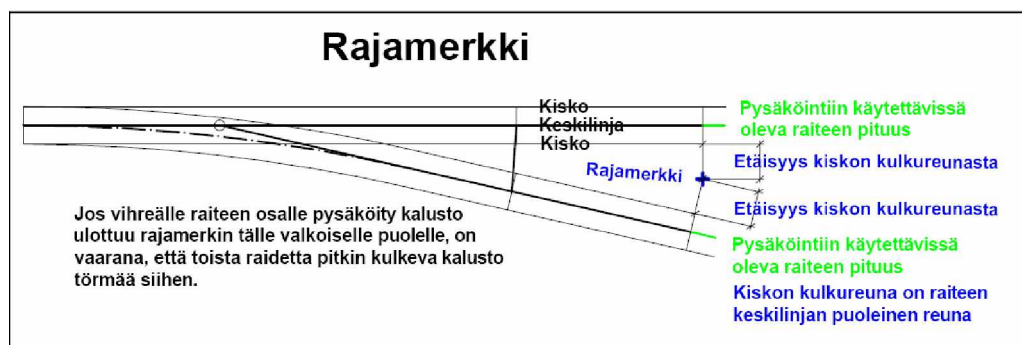 Rajamerkki
Kisko
Keskilinja
Kisko
Pysäköintiin käytettävissä
oleva raiteen pituus
Rajamerkki
Etäisyys kiskon kulkureunasta
Etäisyys kiskon kulkureunasta
Jos vihreälle raiteen osalle pysäköity kalusto
ulottuu rajamerkin tälle valkoiselle puolelle, on
vaarana, että toista raidetta pitkin kulkeva kalusto
törmää siihen.
Pysäköintiin käytettävissä
oleva raiteen pituus
Kiskon kulkureuna on raiteen
keskilinjan puoleinen reuna